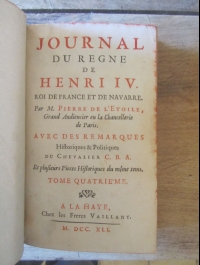 JOURNAL
DU REGNE
DE
HENRI IV.
ROI DE FRANCE ET DE NAVARRE.
Par M. PIERRE DE L'ETOILE,
Grand Audiencier en la Chancellerie
de Paris.
AVEC DES REMARQUES
Historiques & Politiques
DU CHEVALIER C. B. A.
Et plusieurs Pieces Historiques du même tems.
TOME QUATRIEME.
A LA HAYE,
Chez les Freres VAILLANT.
M. DCC. XLI.